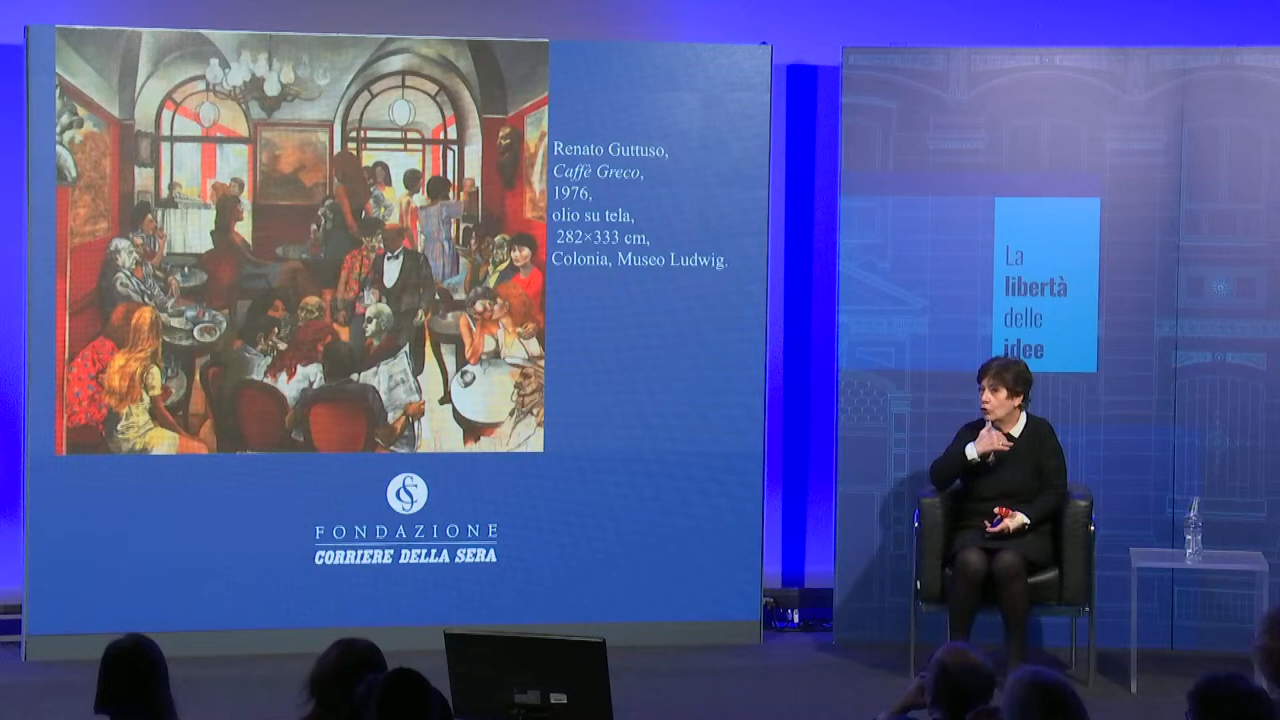 Renato Guttuso,
Caffè Greco,
1976,
olio su tela,
282×333 cm,
Colonia, Museo Ludwig.
FONDAZIONE
CORRIERE DELLA SERA
La
libertà
delle
idee